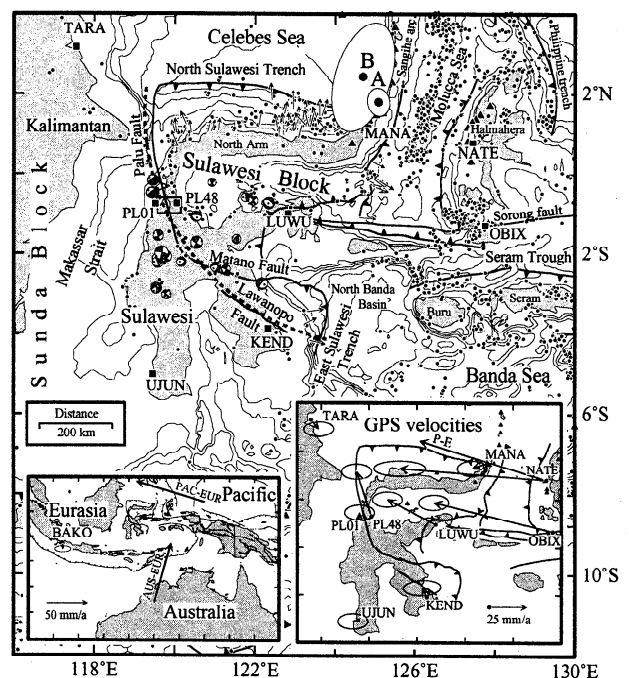 TARA
Celebes Sea
Sangihe arc
Molucca Sea
Philippine trench
B
A
North Sulawesi Trench
2°N
Kalimantan
Palu Fault
North Arm
MANA
Halmahera
NATE
Sulawesi Block
PL01
PL48
LUWU
Sorong fault
OBIX
Sunda Block
Makassar Strait
2°S
Matano Fault
Seram Trough
Lawanopo Fault
North Banda Basin
Seram
Buru
Sulawesi
KEND
East Sulawesi Trench
UJUN
Banda Sea
6°S
Distance
200 km
TARA
GPS velocities
P-E
MANA
NATE
PL01
PL48
LUWU
OBIX
UJUN
KEND
25 mm/a
PAC-EUR
Pacific
Eurasia
BAKO
AUS-EUR
50 mm/a
Australia
10°S
118°E
122°E
126°E
130°E